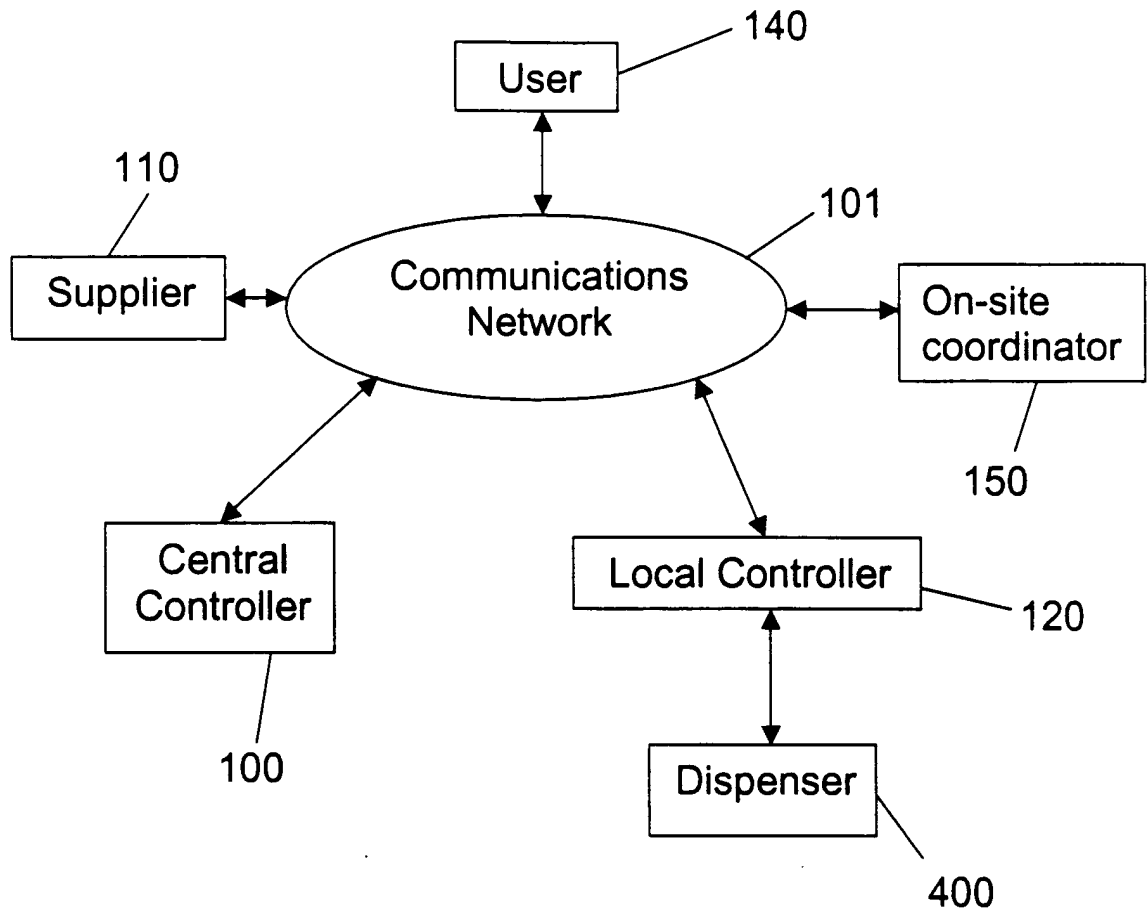 140
User
110
101
Supplier
Communications
Network
On-site
coordinator
150
Central
Controller
Local Controller
120
100
Dispenser
400